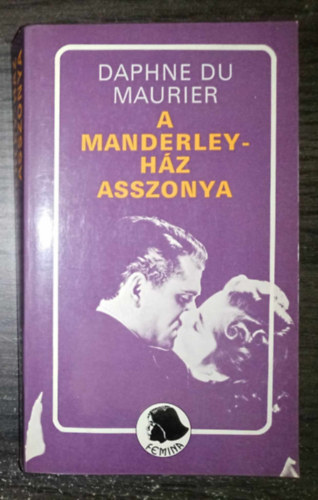 DAPHNE DU
MAURIER
A
MANDERLEY-
HÁZ
ASSZONYA
FEMINA